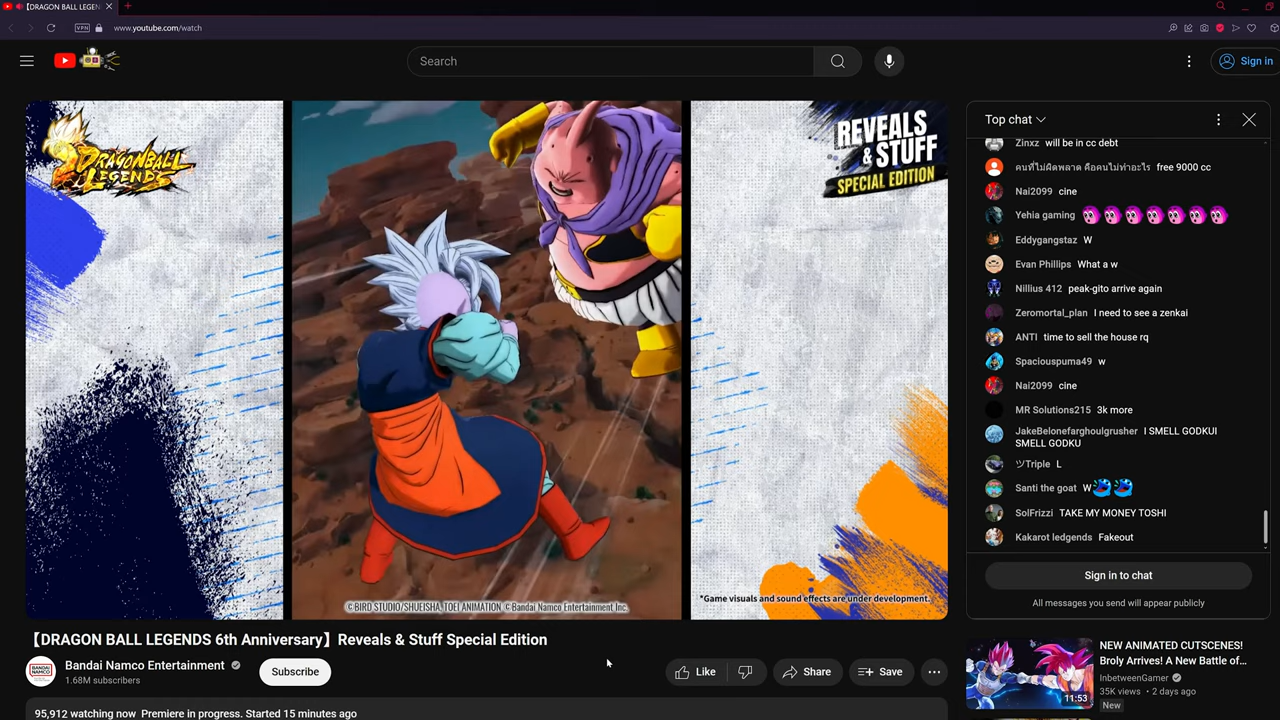 【DRAGON BALL LEGEN
VPN
www.youtube.com/watch
Search
Sign in
DRAGONBALL
LEGENDS
REVEALS
& STUFF
SPECIAL EDITION
©BIRD STUDIO/SHUEISHA, TOEI ANIMATION ©Bandai Namco Entertainment Inc.
*Game visuals and sound effects are under development.
Top chat
Zinxz will be in cc debt
คนที่ไม่ผิดพลาด คือคนไม่ทำอะไร free 9000 cc
Nai2099 cine
Yehia gaming
Eddygangstaz W
Evan Phillips What a w
Nillius 412 peak-gito arrive again
Zeromortal_plan I need to see a zenkai
ANTI time to sell the house rq
Spaciouspuma49 w
Nai2099 cine
MR Solutions215 3k more
JakeBelonefarghoulgrusher I SMELL GODKUI
SMELL GODKU
ツTriple L
Santi the goat W
SolFrizzi TAKE MY MONEY TOSHI
Kakarot ledgends Fakeout
Sign in to chat
All messages you send will appear publicly
【DRAGON BALL LEGENDS 6th Anniversary】Reveals & Stuff Special Edition
BANDAI
NAMCO
Bandai Namco Entertainment
1.68M subscribers
Subscribe
Like
Share
Save
95,912 watching now Premiere in progress. Started 15 minutes ago
NEW ANIMATED CUTSCENES!
Broly Arrives! A New Battle of...
InbetweenGamer
35K views • 2 days ago
New
11:53